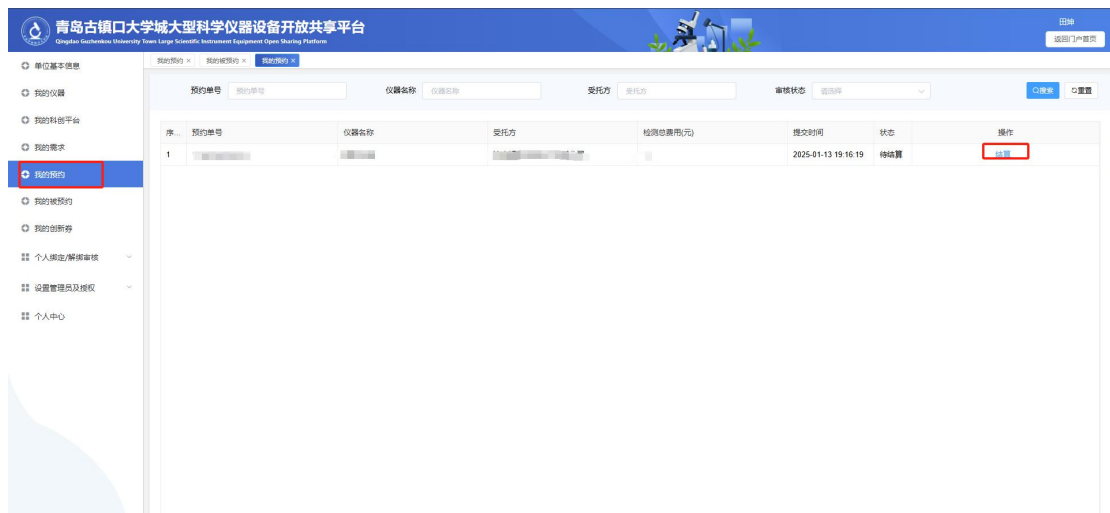 青岛古镇口大学城大型科学仪器设备开放共享平台
Qingdao Guzhenkou University Town Large Scientific Instrument Equipment Open Sharing Platform
田坤
返回门户首页
我的预约 × 我的被预约 × 我的预约 ×
单位基本信息
我的仪器
我的科创平台
我的需求
我的预约
我的被预约
我的创新券
个人绑定/解绑审核
设置管理员及授权
个人中心
预约单号 预约单号 仪器名称 仪器名称 受托方 受托方 审核状态 请选择 搜索 重置
序... 预约单号 仪器名称 受托方 检测总费用(元) 提交时间 状态 操作
1 2025-01-13 19:16:19 待结算 结算